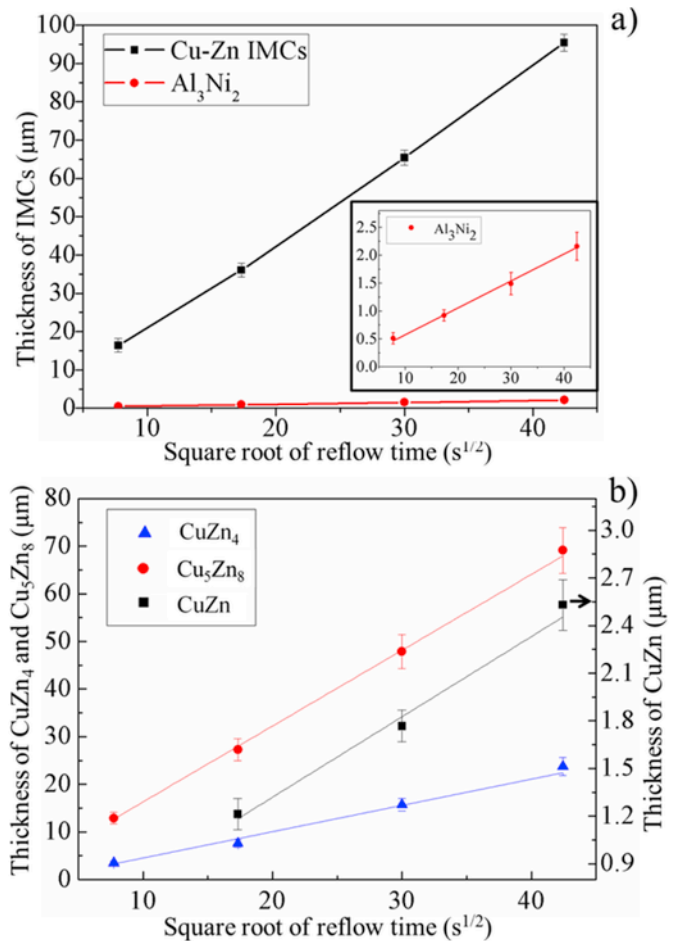 a)
Thickness of IMCs (μm)
100
90
80
70
60
50
40
30
20
10
0
Cu-Zn IMCs
Al₃Ni₂
2.5
2.0
1.5
1.0
0.5
0.0
Al₃Ni₂
10 20 30 40
10 20 30 40
Square root of reflow time (s^1/2)
b)
Thickness of CuZn₄ and Cu₅Zn₈ (μm)
80
70
60
50
40
30
20
10
0
CuZn₄
Cu₅Zn₈
CuZn
3.0
2.7
2.4
2.1
1.8
1.5
1.2
0.9
Thickness of CuZn (μm)
10 20 30 40
Square root of reflow time (s^1/2)